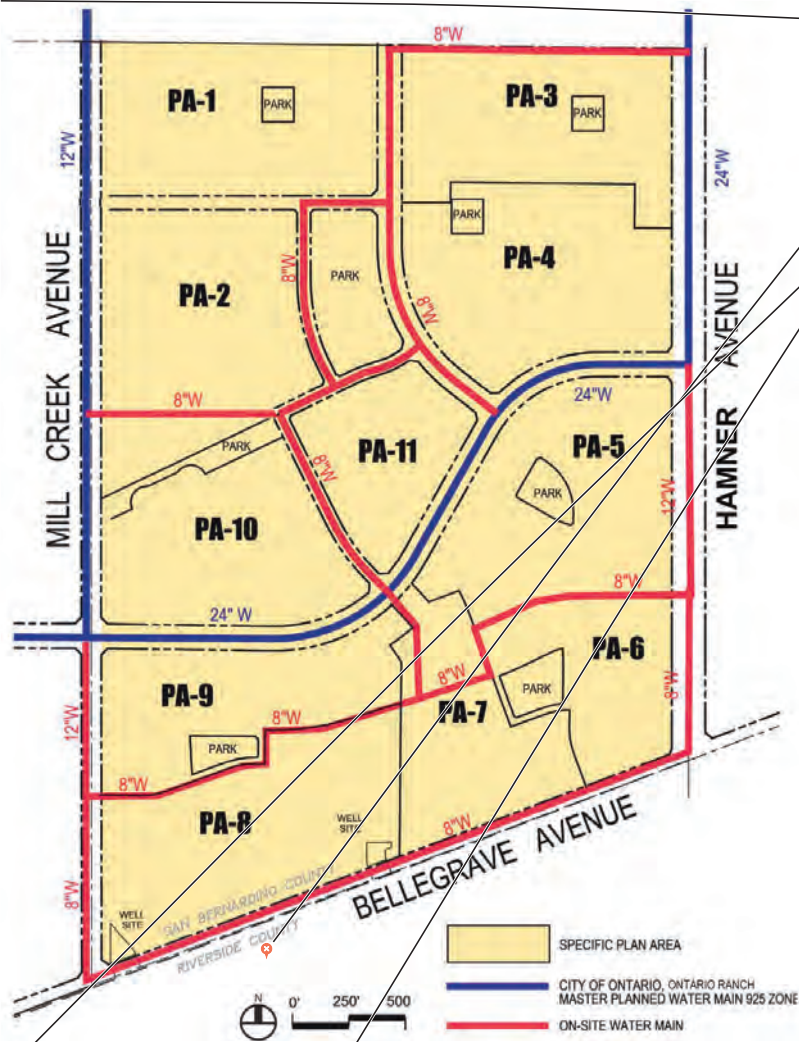 8"W
PA-1
PARK
PA-3
PARK
12"W
24"W
PARK
PA-4
MILL CREEK AVENUE
HAMNER AVENUE
PA-2
8"W
PARK
8"W
8"W
24"W
PARK
8"W
PA-11
PA-5
PARK
12"W
PA-10
8"W
24" W
PA-6
PA-9
8"W
PARK
8"W
12"W
8"W
PA-7
PARK
8"W
PA-8
WELL
SITE
8"W
BELLEGRAVE AVENUE
8"W
WELL
SITE
SAN BERNARDINO COUNTY
RIVERSIDE COUNTY
SPECIFIC PLAN AREA
CITY OF ONTARIO, ONTARIO RANCH
MASTER PLANNED WATER MAIN 925 ZONE
N
0' 250' 500
ON-SITE WATER MAIN